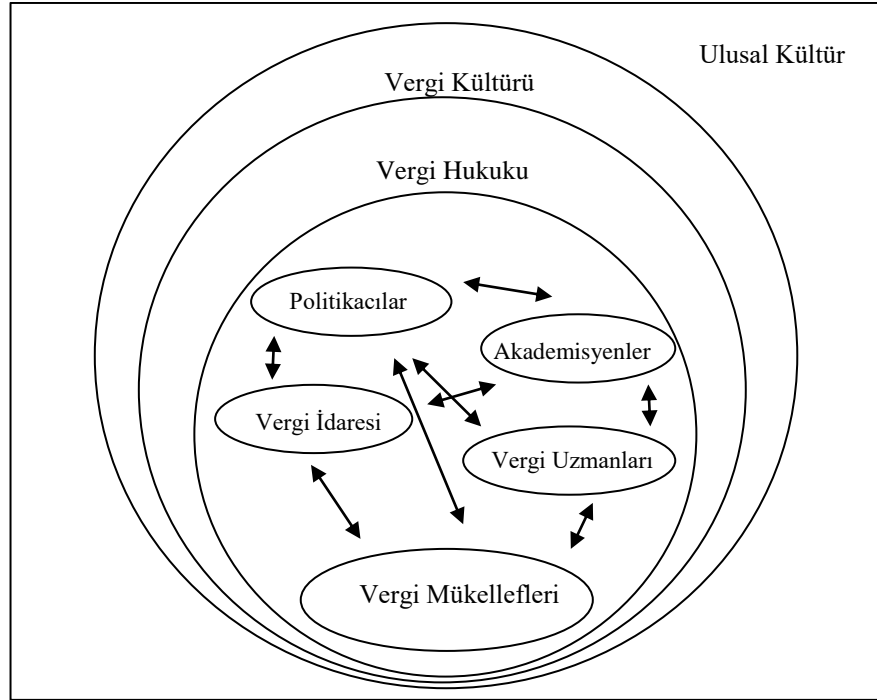 Ulusal Kültür
Vergi Kültürü
Vergi Hukuku
Politikacılar
Akademisyenler
Vergi İdaresi
Vergi Uzmanları
Vergi Mükellefleri